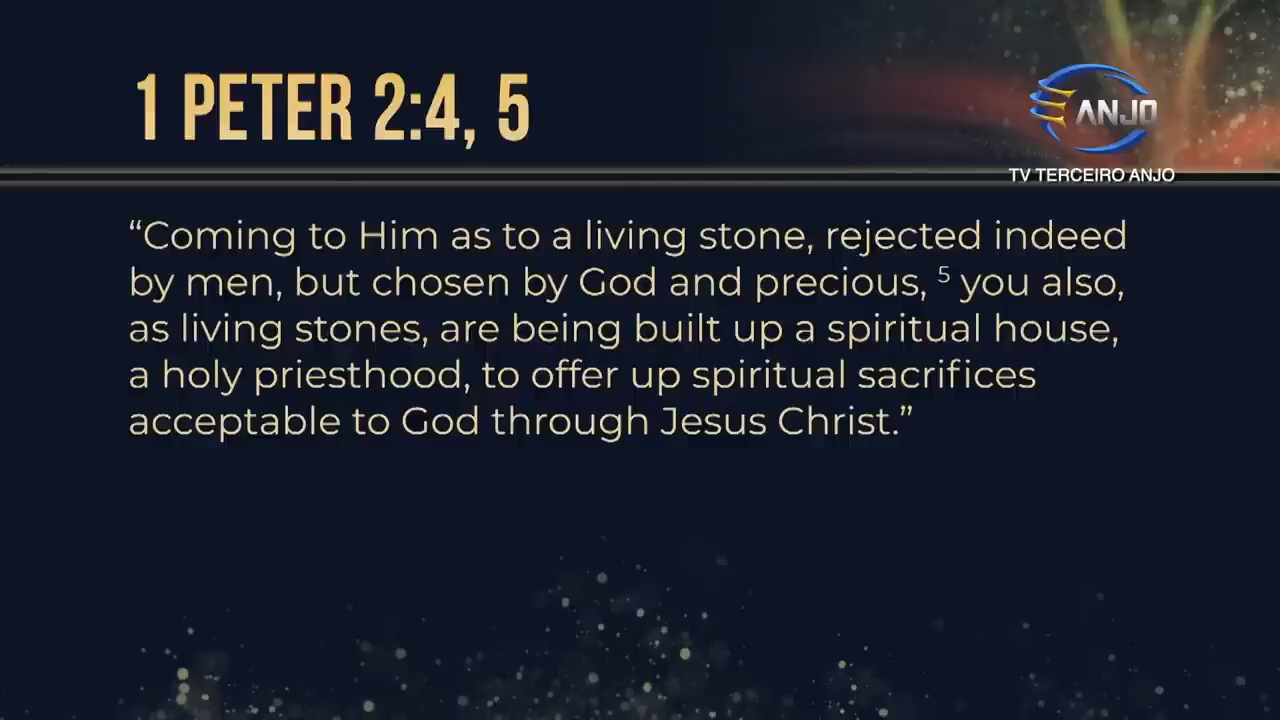 1 PETER 2:4, 5
ANJO
TV TERCEIRO ANJO
“Coming to Him as to a living stone, rejected indeed
by men, but chosen by God and precious, ⁵ you also,
as living stones, are being built up a spiritual house,
a holy priesthood, to offer up spiritual sacrifices
acceptable to God through Jesus Christ.”